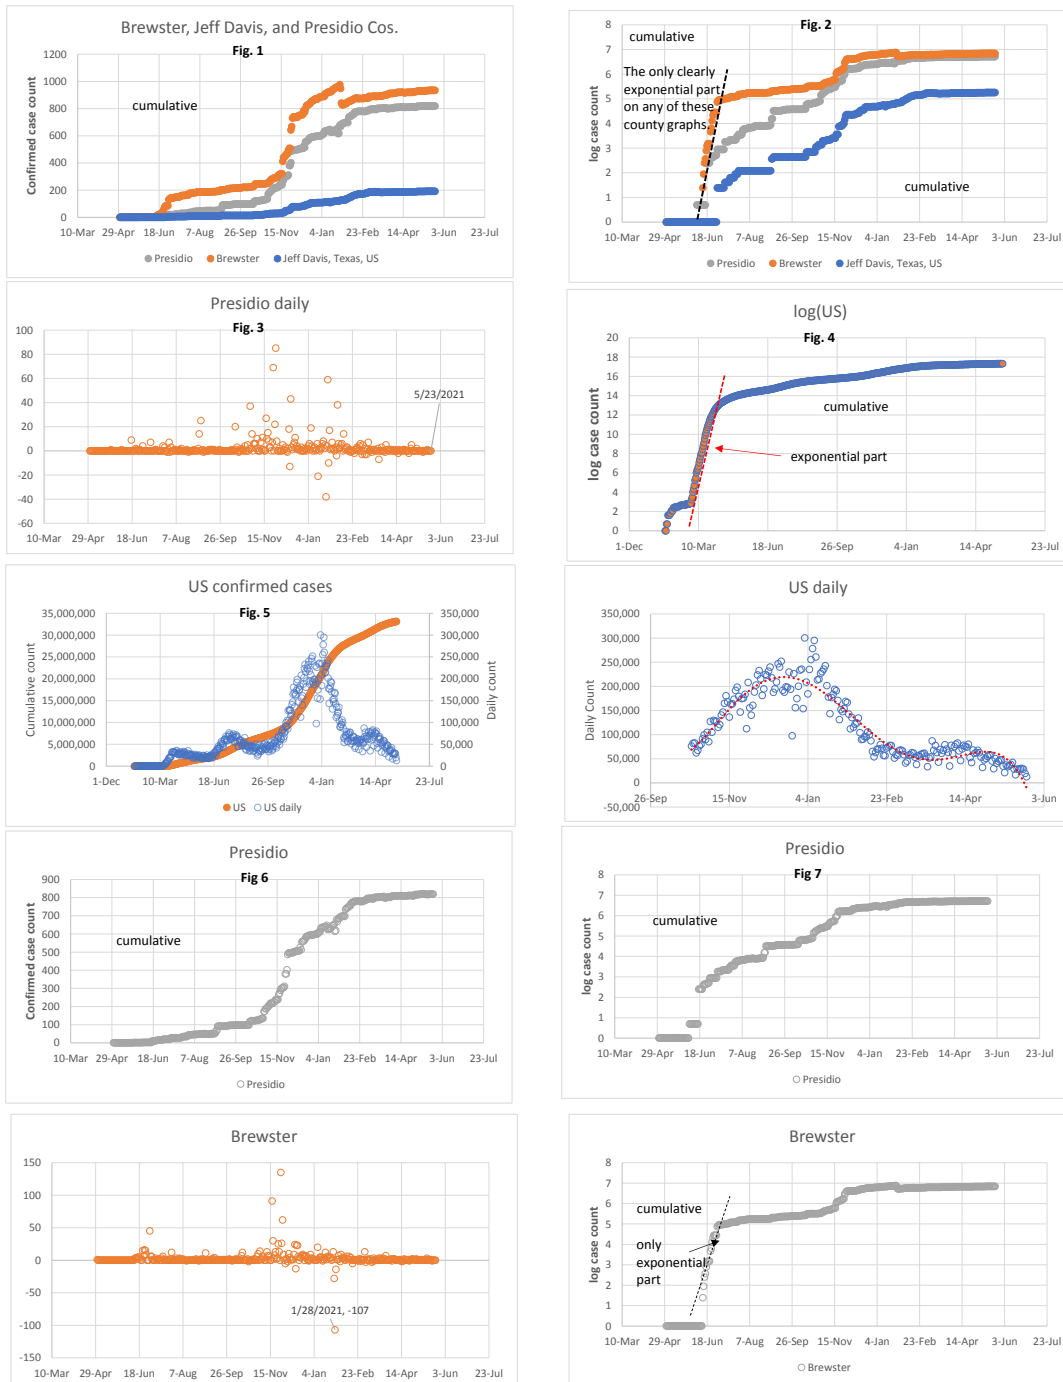 Brewster, Jeff Davis, and Presidio Cos.
Fig. 1
cumulative
Confirmed case count
1200
1000
800
600
400
200
0
10-Mar 29-Apr 18-Jun 7-Aug 26-Sep 15-Nov 4-Jan 23-Feb 14-Apr 3-Jun 23-Jul
Presidio Brewster Jeff Davis, Texas, US
Fig. 2
cumulative
The only clearly
exponential part
on any of these
county graphs.
cumulative
log case count
8
7
6
5
4
3
2
1
0
10-Mar 29-Apr 18-Jun 7-Aug 26-Sep 15-Nov 4-Jan 23-Feb 14-Apr 3-Jun 23-Jul
Presidio Brewster Jeff Davis, Texas, US
Presidio daily
Fig. 3
5/23/2021
100
80
60
40
20
0
-20
-40
-60
10-Mar 29-Apr 18-Jun 7-Aug 26-Sep 15-Nov 4-Jan 23-Feb 14-Apr 3-Jun 23-Jul
log(US)
Fig. 4
cumulative
exponential part
log case count
20
18
16
14
12
10
8
6
4
2
0
1-Dec 10-Mar 18-Jun 26-Sep 4-Jan 14-Apr 23-Jul
US confirmed cases
Fig. 5
Cumulative count
35,000,000
30,000,000
25,000,000
20,000,000
15,000,000
10,000,000
5,000,000
0
350,000
300,000
250,000
200,000
150,000
100,000
50,000
0
Daily count
1-Dec 10-Mar 18-Jun 26-Sep 4-Jan 14-Apr 23-Jul
US US daily
US daily
Daily Count
350,000
300,000
250,000
200,000
150,000
100,000
50,000
0
-50,000
26-Sep 15-Nov 4-Jan 23-Feb 14-Apr 3-Jun
Presidio
Fig 6
cumulative
Confirmed case count
900
800
700
600
500
400
300
200
100
0
10-Mar 29-Apr 18-Jun 7-Aug 26-Sep 15-Nov 4-Jan 23-Feb 14-Apr 3-Jun 23-Jul
Presidio
Presidio
Fig 7
cumulative
log case count
8
7
6
5
4
3
2
1
0
10-Mar 29-Apr 18-Jun 7-Aug 26-Sep 15-Nov 4-Jan 23-Feb 14-Apr 3-Jun 23-Jul
Presidio
Brewster
1/28/2021, -107
150
100
50
0
-50
-100
-150
10-Mar 29-Apr 18-Jun 7-Aug 26-Sep 15-Nov 4-Jan 23-Feb 14-Apr 3-Jun 23-Jul
Brewster
cumulative
only
exponential
part
log case count
8
7
6
5
4
3
2
1
0
10-Mar 29-Apr 18-Jun 7-Aug 26-Sep 15-Nov 4-Jan 23-Feb 14-Apr 3-Jun 23-Jul
Brewster